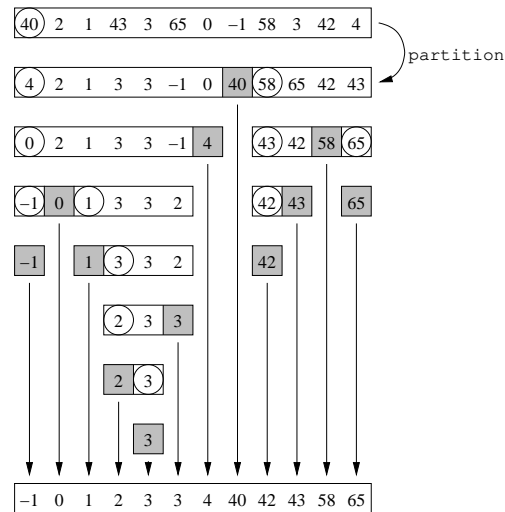 40 2 1 43 3 65 0 −1 58 3 42 4
partition
4 2 1 3 3 −1 0 40 58 65 42 43
0 2 1 3 3 −1 4 43 42 58 65
−1 0 1 3 3 2 42 43 65
−1 1 3 3 2 42
2 3 3
2 3
3
−1 0 1 2 3 3 4 40 42 43 58 65